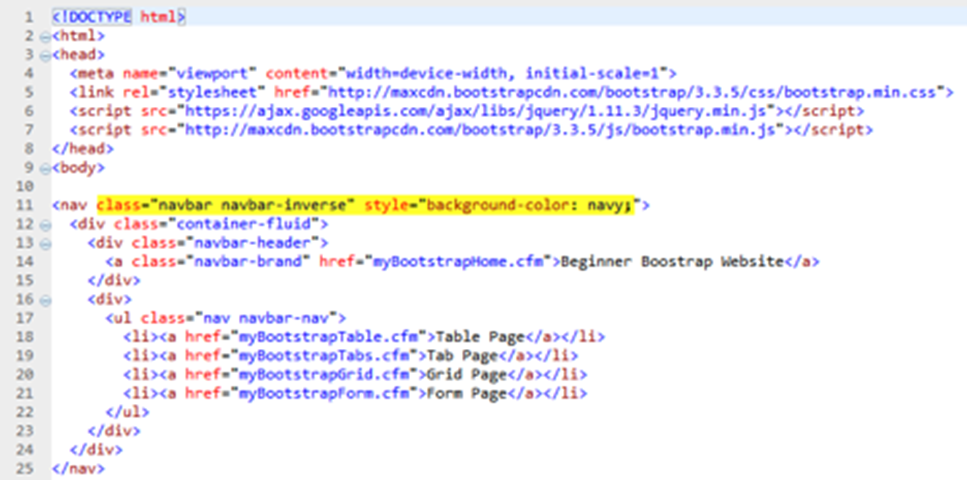 1 <!DOCTYPE html>
2 <html>
3 <head>
4 <meta name="viewport" content="width=device-width, initial-scale=1">
5 <link rel="stylesheet" href="http://maxcdn.bootstrapcdn.com/bootstrap/3.3.5/css/bootstrap.min.css">
6 <script src="https://ajax.googleapis.com/ajax/libs/jquery/1.11.3/jquery.min.js"></script>
7 <script src="http://maxcdn.bootstrapcdn.com/bootstrap/3.3.5/js/bootstrap.min.js"></script>
8 </head>
9 <body>
10
11 <nav class="navbar navbar-inverse" style="background-color: navy;">
12 <div class="container-fluid">
13 <div class="navbar-header">
14 <a class="navbar-brand" href="myBootstrapHome.cfm">Beginner Boostrap Website</a>
15 </div>
16 <div>
17 <ul class="nav navbar-nav">
18 <li><a href="myBootstrapTable.cfm">Table Page</a></li>
19 <li><a href="myBootstrapTabs.cfm">Tab Page</a></li>
20 <li><a href="myBootstrapGrid.cfm">Grid Page</a></li>
21 <li><a href="myBootstrapForm.cfm">Form Page</a></li>
22 </ul>
23 </div>
24 </div>
25 </nav>